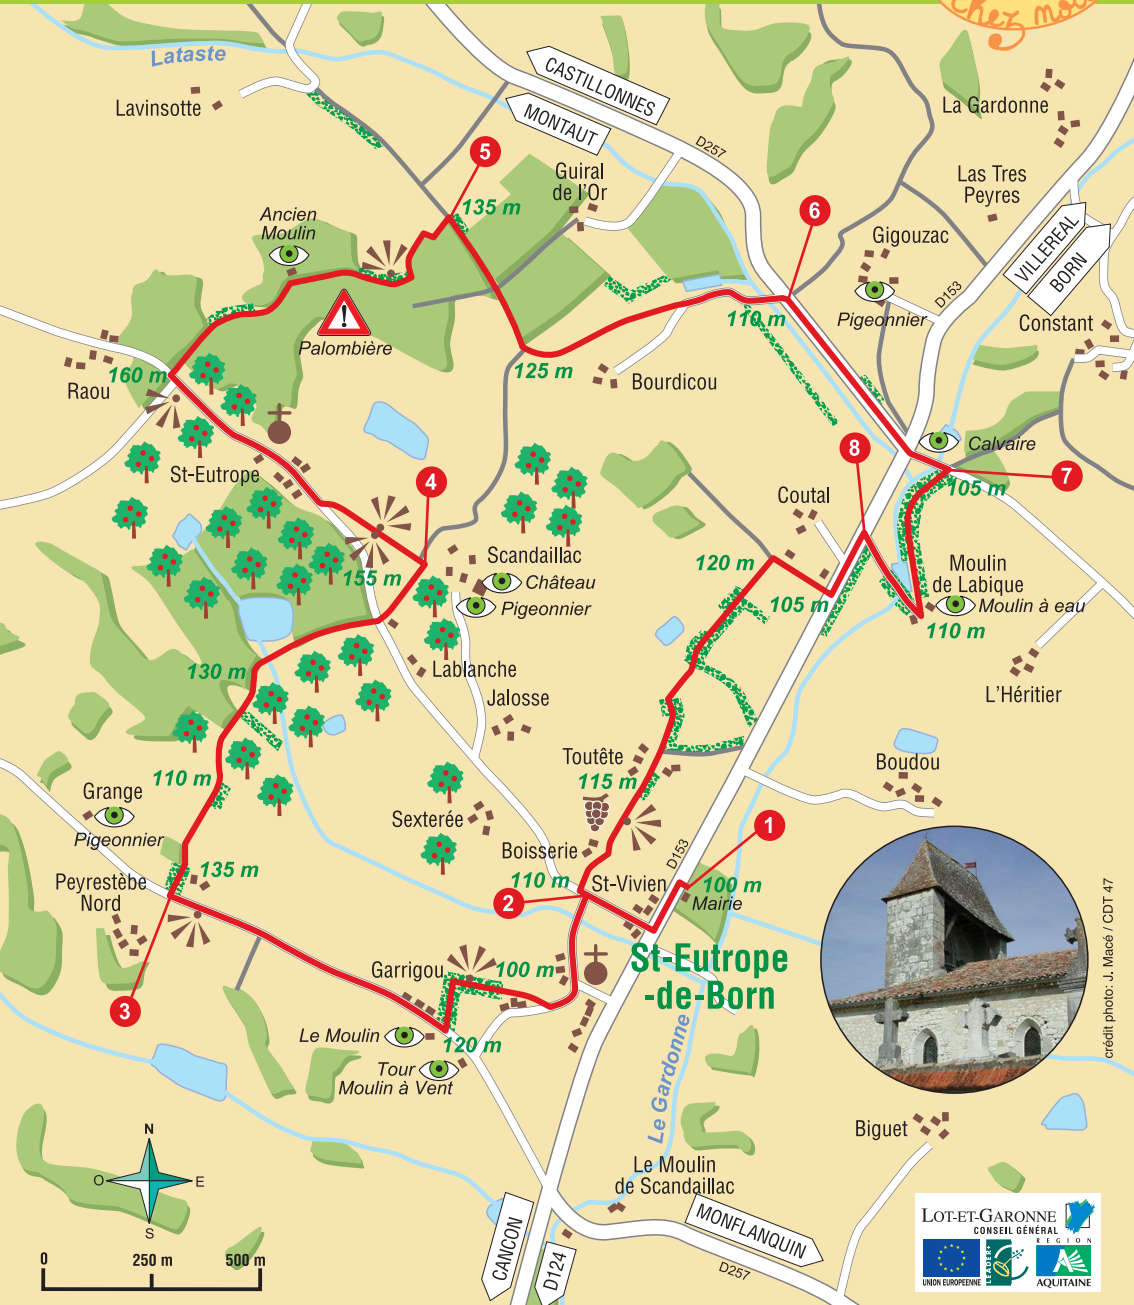 chez moi
Lataste
Lavinsotte
CASTILLONNES
MONTAUT
D257
La Gardonne
Las Tres
Peyres
Guiral
de l'Or
5
135 m
6
Ancien
Moulin
Gigouzac
VILLEREAL
BORN
D153
Pigeonnier
Constant
110 m
Palombière
125 m
160 m
Raou
Bourdicou
Calvaire
8
7
105 m
St-Eutrope
4
Coutal
Scandaillac
Château
Pigeonnier
155 m
120 m
105 m
Moulin
de Labique
Moulin à eau
110 m
130 m
Lablanche
Jalosse
L'Héritier
110 m
Toutête
115 m
Boudou
Grange
Pigeonnier
Sexterée
1
Boisserie
D153
135 m
Peyrestèbe
Nord
110 m
St-Vivien
100 m
Mairie
2
St-Eutrope
-de-Born
Garrigou
100 m
3
Le Moulin
120 m
Tour
Moulin à Vent
Le Gardonne
crédit photo: J. Macé / CDT 47
Biguet
N
O
E
S
Le Moulin
de Scandaillac
MONFLANQUIN
D257
CANCON
D124
0
250 m
500 m
LOT-ET-GARONNE
CONSEIL GÉNÉRAL
REGION
UNION EUROPEENNE
LEADER+
AQUITAINE